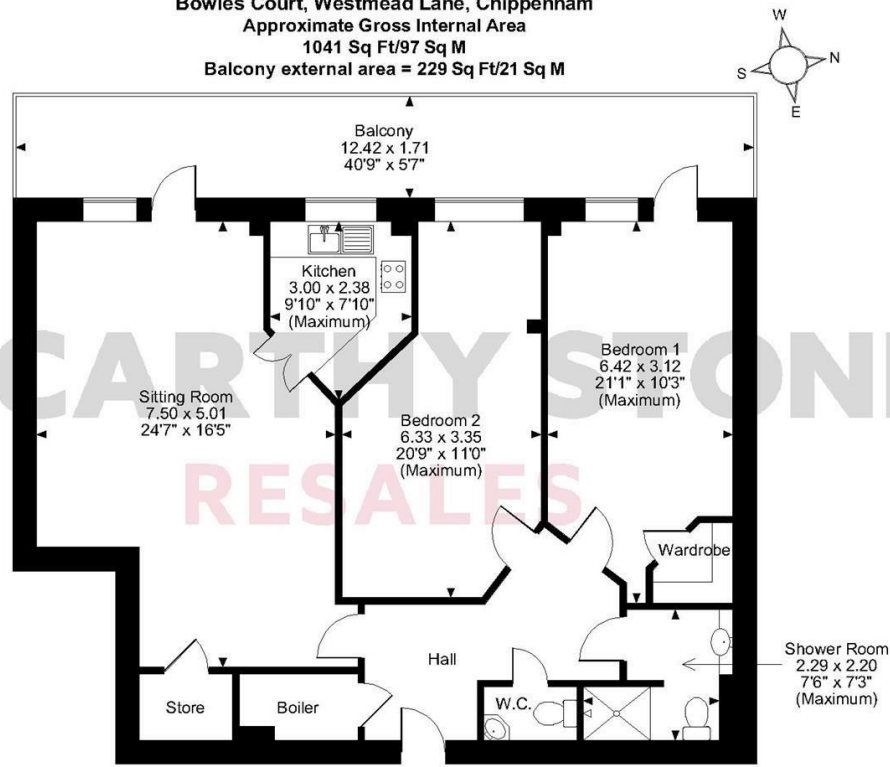 Bowles Court, Westmead Lane, Chippenham
Approximate Gross Internal Area
1041 Sq Ft/97 Sq M
Balcony external area = 229 Sq Ft/21 Sq M
W
N
S
E
Balcony
12.42 x 1.71
40'9" x 5'7"
Kitchen
3.00 x 2.38
9'10" x 7'10"
(Maximum)
Bedroom 1
6.42 x 3.12
21'1" x 10'3"
(Maximum)
CARTHY STONE
Sitting Room
7.50 x 5.01
24'7" x 16'5"
Bedroom 2
6.33 x 3.35
20'9" x 11'0"
(Maximum)
RESALES
Wardrobe
Hall
Shower Room
2.29 x 2.20
7'6" x 7'3"
(Maximum)
Store
Boiler
W.C.